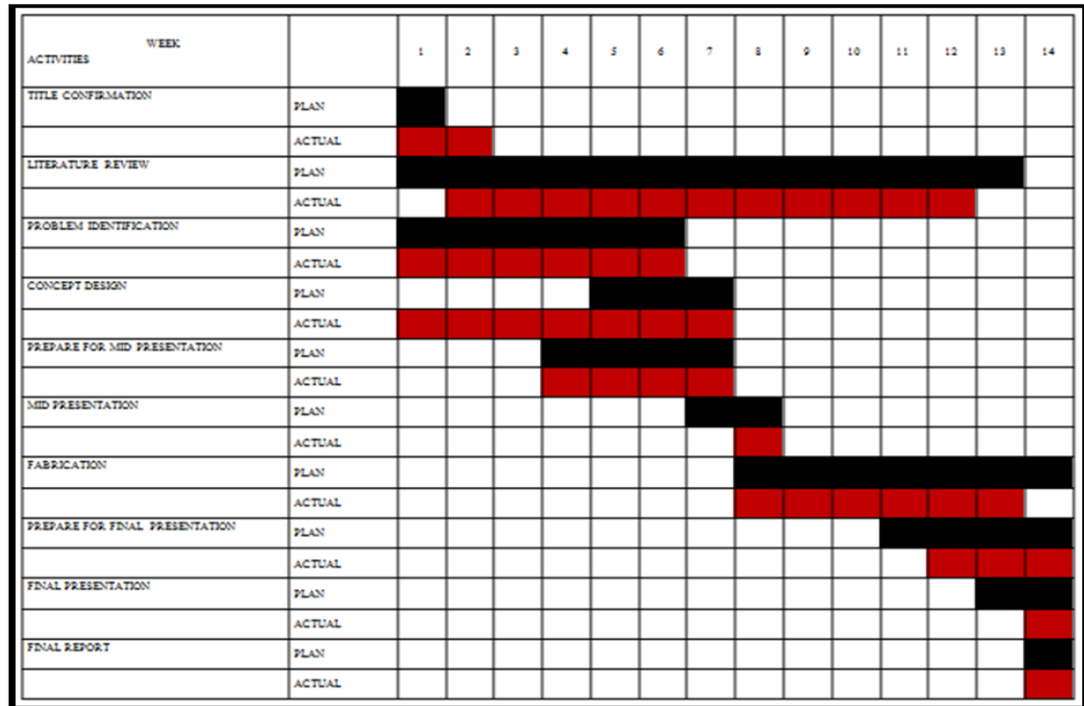 WEEK
ACTIVITIES 1 2 3 4 5 6 7 8 9 10 11 12 13 14
TITLE CONFIRMATION PLAN
ACTUAL
LITERATURE REVIEW PLAN
ACTUAL
PROBLEM IDENTIFICATION PLAN
ACTUAL
CONCEPT DESIGN PLAN
ACTUAL
PREPARE FOR MID PRESENTATION PLAN
ACTUAL
MID PRESENTATION PLAN
ACTUAL
FABRICATION PLAN
ACTUAL
PREPARE FOR FINAL PRESENTATION PLAN
ACTUAL
FINAL PRESENTATION PLAN
ACTUAL
FINAL REPORT PLAN
ACTUAL